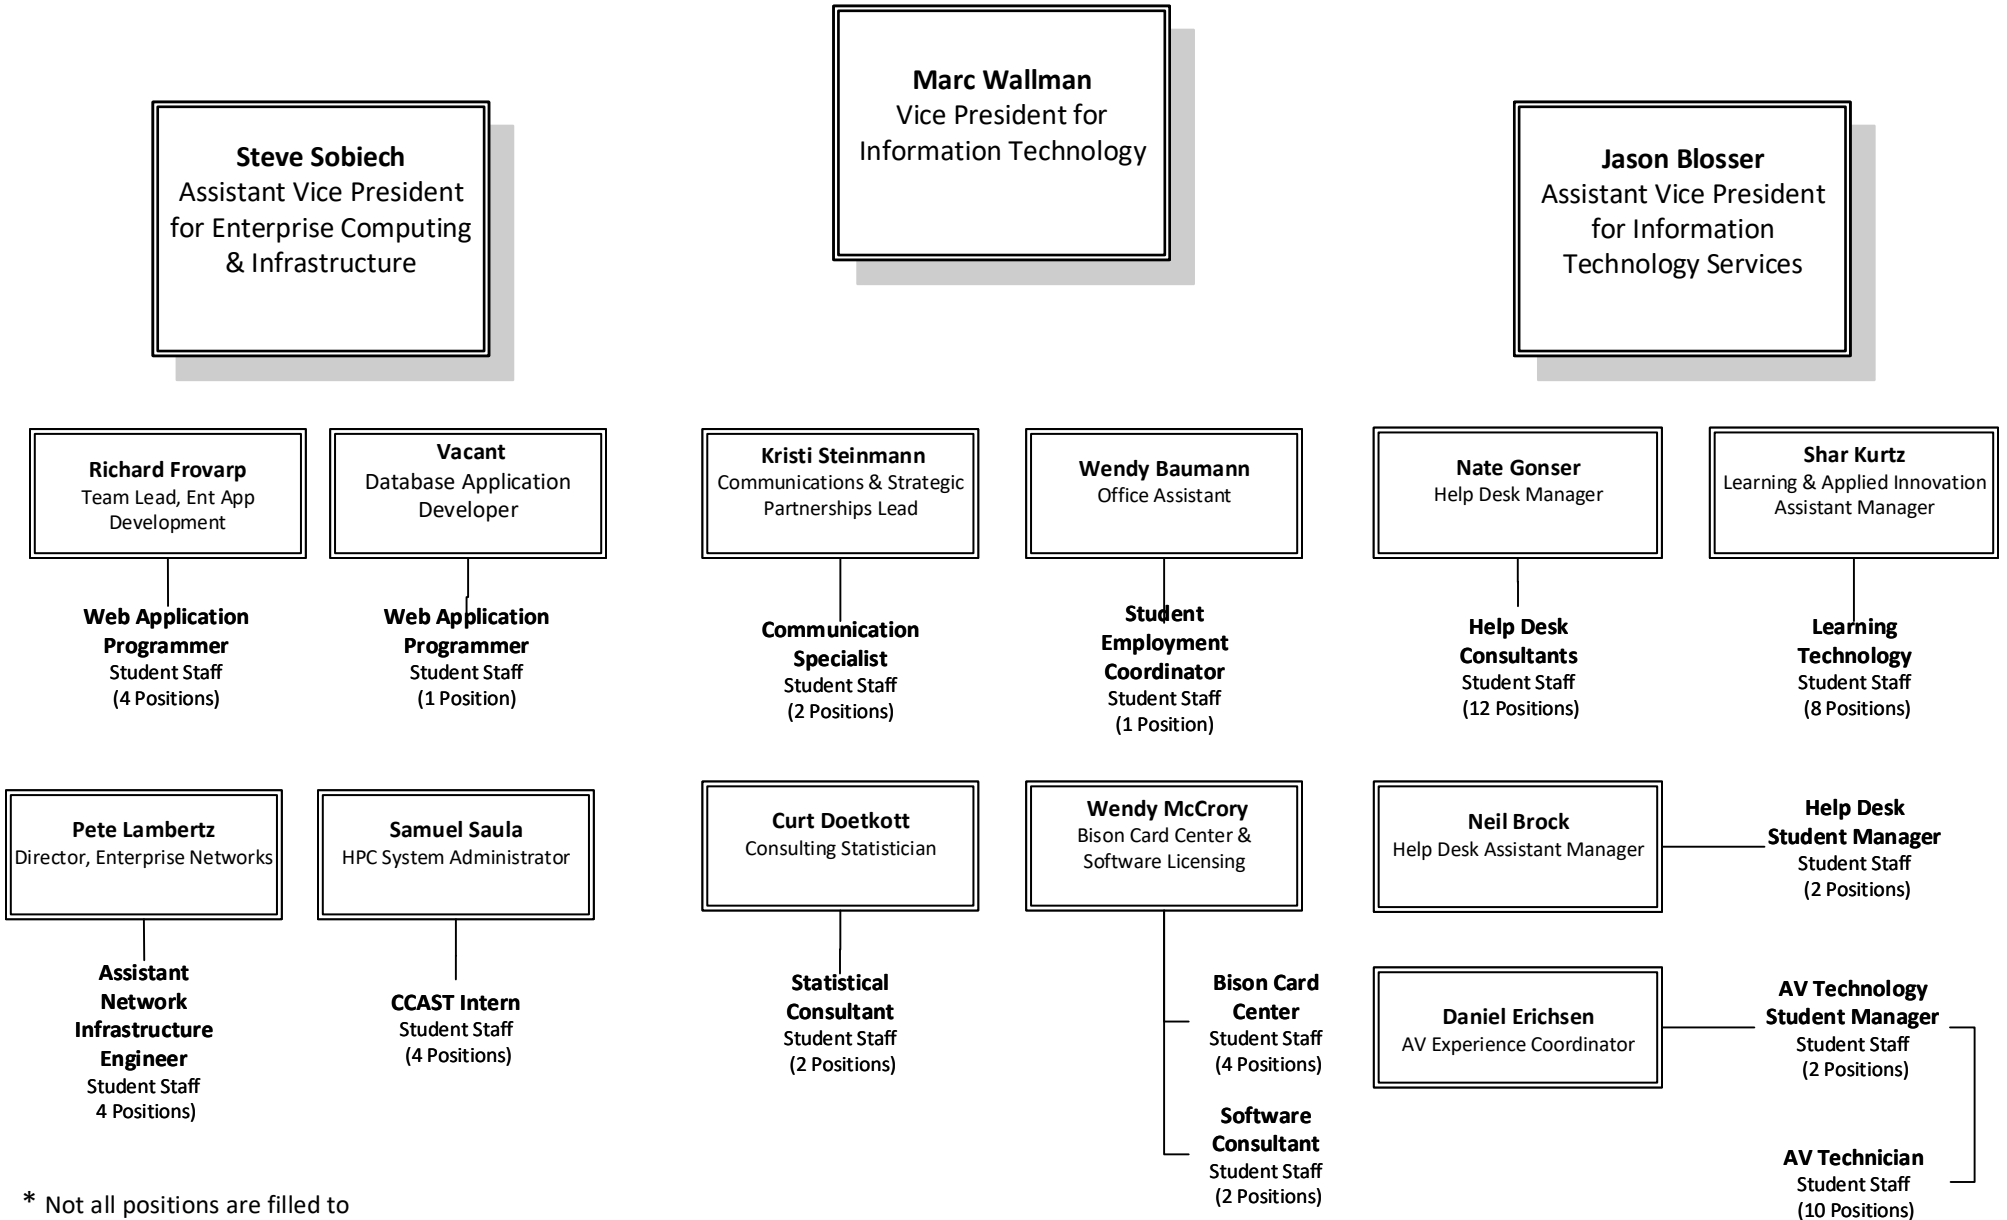 Marc Wallman
Vice President for
Information Technology
Steve Sobiech
Assistant Vice President
for Enterprise Computing
& Infrastructure
Jason Blosser
Assistant Vice President
for Information
Technology Services
Richard Frovarp
Team Lead, Ent App
Development
Web Application
Programmer
Student Staff
(4 Positions)
Vacant
Database Application
Developer
Web Application
Programmer
Student Staff
(1 Position)
Kristi Steinmann
Communications & Strategic
Partnerships Lead
Communication
Specialist
Student Staff
(2 Positions)
Wendy Baumann
Office Assistant
Student
Employment
Coordinator
Student Staff
(1 Position)
Nate Gonser
Help Desk Manager
Help Desk
Consultants
Student Staff
(12 Positions)
Shar Kurtz
Learning & Applied Innovation
Assistant Manager
Learning
Technology
Student Staff
(8 Positions)
Pete Lambertz
Director, Enterprise Networks
Assistant
Network
Infrastructure
Engineer
Student Staff
4 Positions)
Samuel Saula
HPC System Administrator
CCAST Intern
Student Staff
(4 Positions)
Curt Doetkott
Consulting Statistician
Statistical
Consultant
Student Staff
(2 Positions)
Wendy McCrory
Bison Card Center &
Software Licensing
Bison Card
Center
Student Staff
(4 Positions)
Software
Consultant
Student Staff
(2 Positions)
Neil Brock
Help Desk Assistant Manager
Help Desk
Student Manager
Student Staff
(2 Positions)
Daniel Erichsen
AV Experience Coordinator
AV Technology
Student Manager
Student Staff
(2 Positions)
AV Technician
Student Staff
(10 Positions)
* Not all positions are filled to